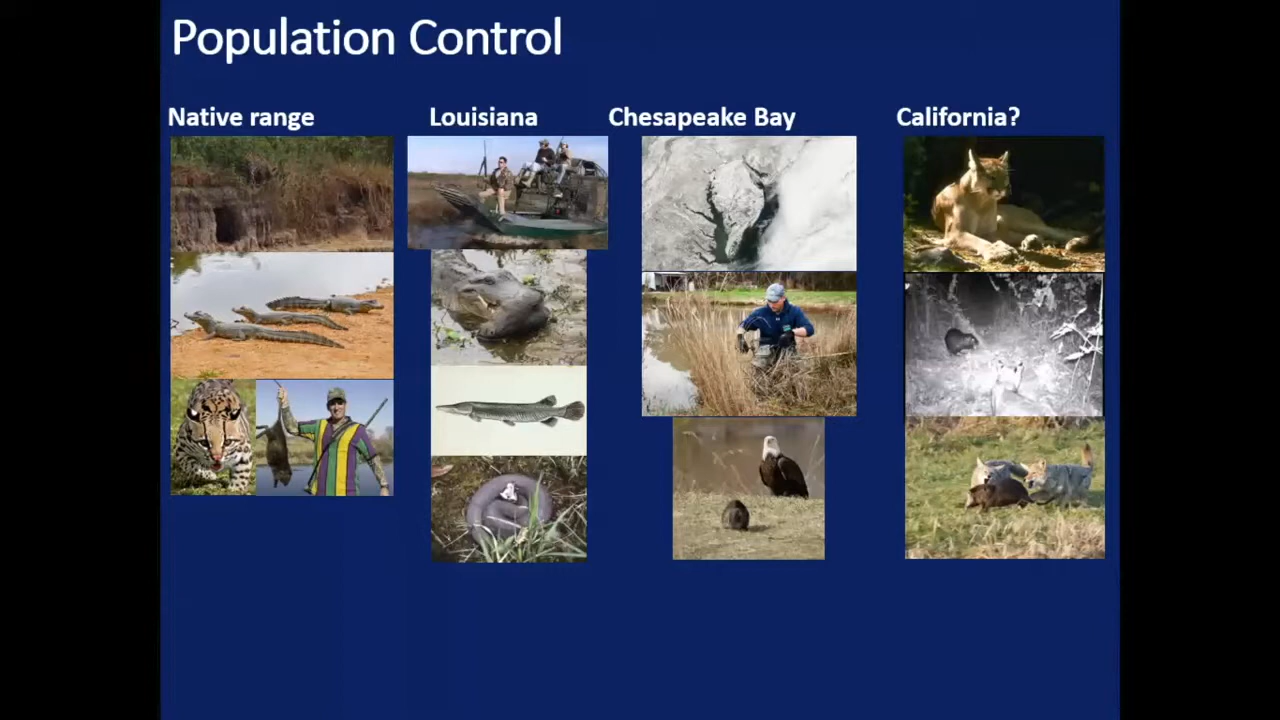 Population Control
Native range
Louisiana
Chesapeake Bay
California?